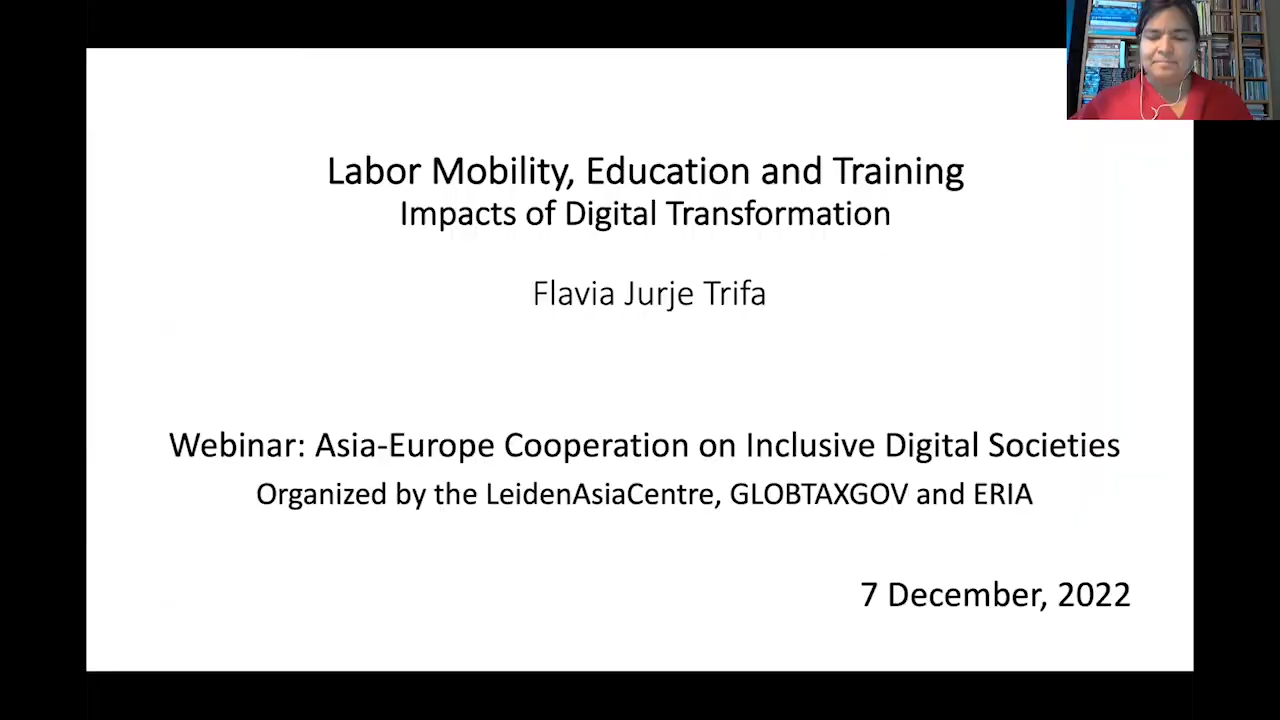 Labor Mobility, Education and Training
Impacts of Digital Transformation
Flavia Jurje Trifa
Webinar: Asia-Europe Cooperation on Inclusive Digital Societies
Organized by the LeidenAsiaCentre, GLOBTAXGOV and ERIA
7 December, 2022